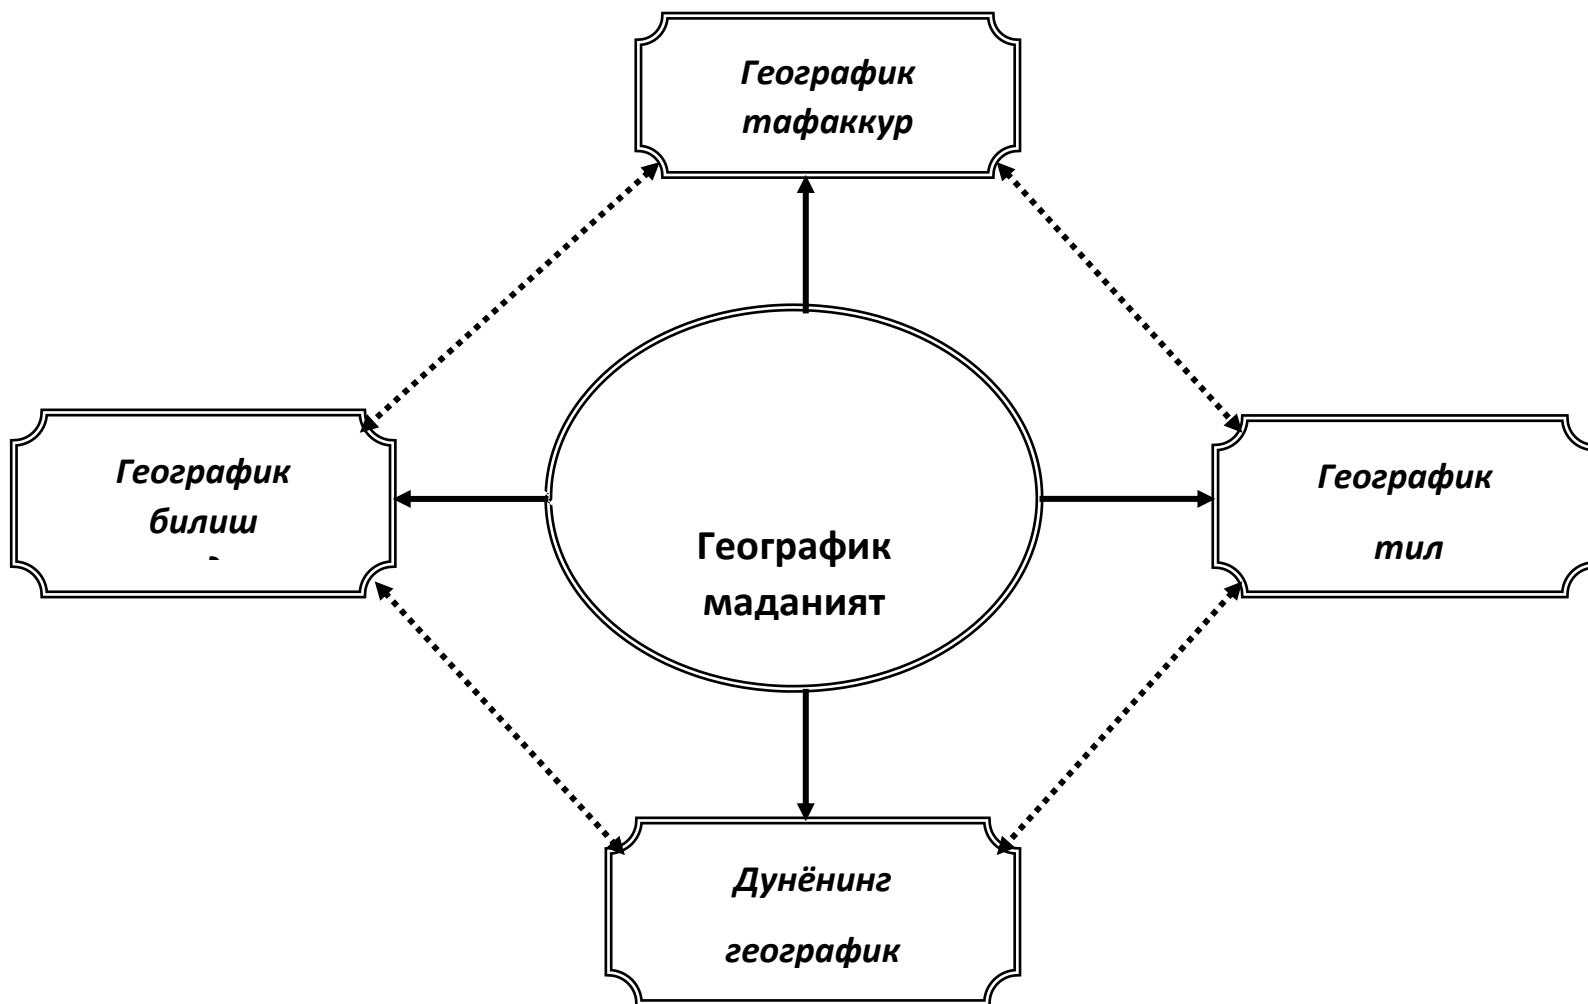 Географик
тафаккур
Географик
билиш
Географик
маданият
Географик
тил
Дунёнинг
географик